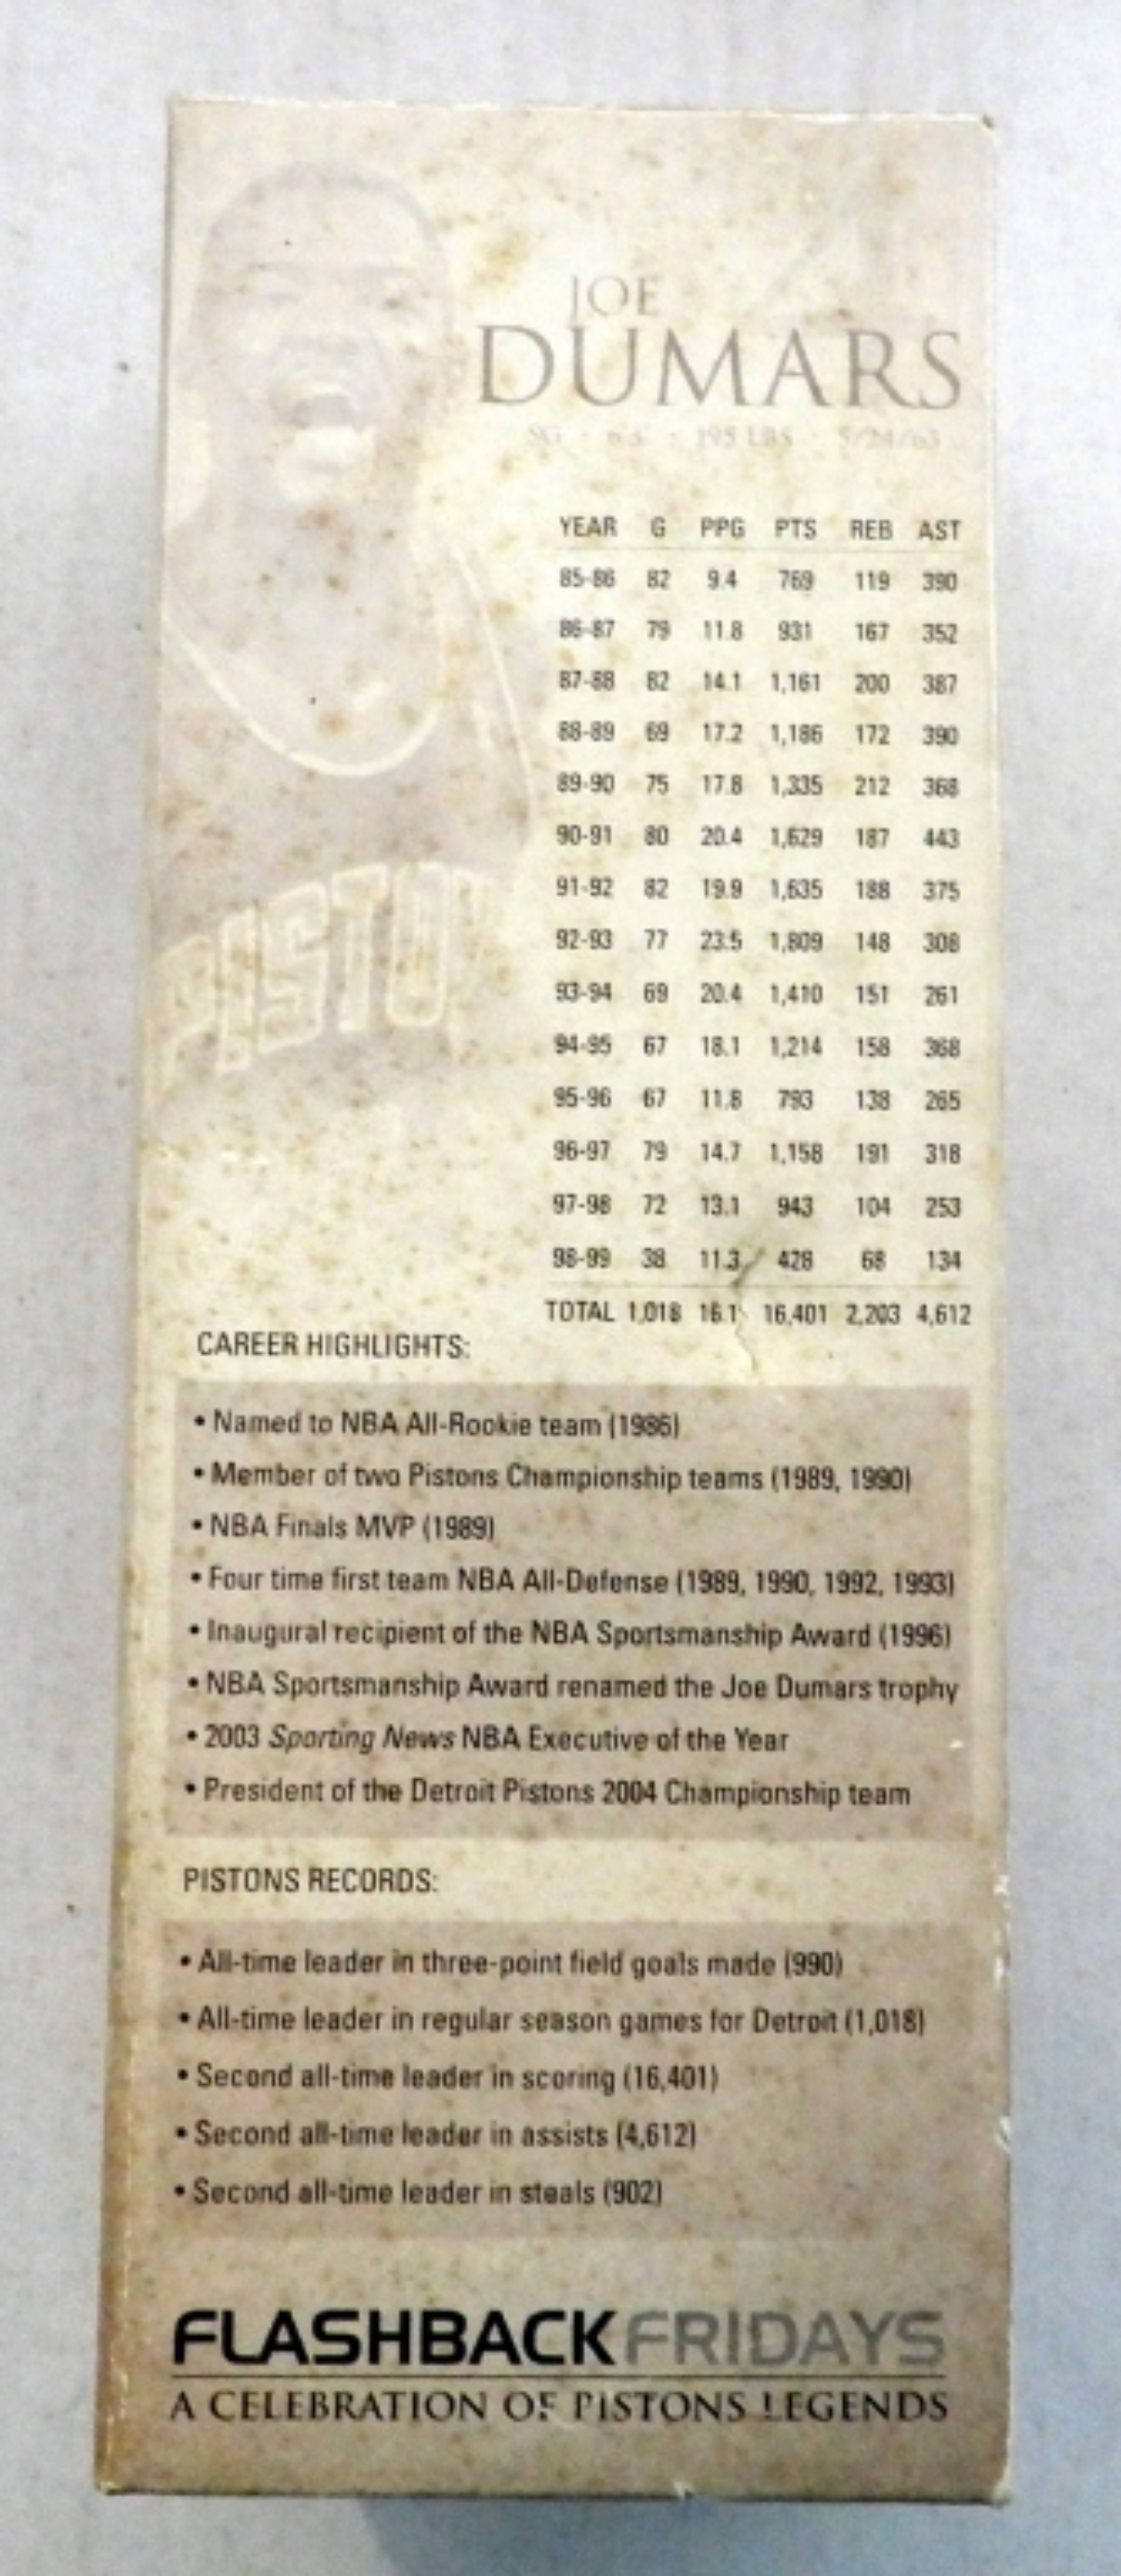 JOE
DUMARS
SG · 6'3" · 195 LBS · 5/24/63
PISTO
YEAR G PPG PTS REB AST
85-86 82 9.4 769 119 390
86-87 79 11.8 931 167 352
87-88 82 14.1 1,161 200 387
88-89 69 17.2 1,186 172 390
89-90 75 17.8 1,335 212 368
90-91 80 20.4 1,629 187 443
91-92 82 19.9 1,635 188 375
92-93 77 23.5 1,809 148 308
93-94 69 20.4 1,410 151 261
94-95 67 18.1 1,214 158 368
95-96 67 11.8 793 138 265
96-97 79 14.7 1,158 191 318
97-98 72 13.1 943 104 253
98-99 38 11.3 428 68 134
TOTAL 1,018 16.1 16,401 2,203 4,612
CAREER HIGHLIGHTS:
• Named to NBA All-Rookie team (1986)
• Member of two Pistons Championship teams (1989, 1990)
• NBA Finals MVP (1989)
• Four time first team NBA All-Defense (1989, 1990, 1992, 1993)
• Inaugural recipient of the NBA Sportsmanship Award (1996)
• NBA Sportsmanship Award renamed the Joe Dumars trophy
• 2003 Sporting News NBA Executive of the Year
• President of the Detroit Pistons 2004 Championship team
PISTONS RECORDS:
• All-time leader in three-point field goals made (990)
• All-time leader in regular season games for Detroit (1,018)
• Second all-time leader in scoring (16,401)
• Second all-time leader in assists (4,612)
• Second all-time leader in steals (902)
FLASHBACK FRIDAYS
A CELEBRATION OF PISTONS LEGENDS